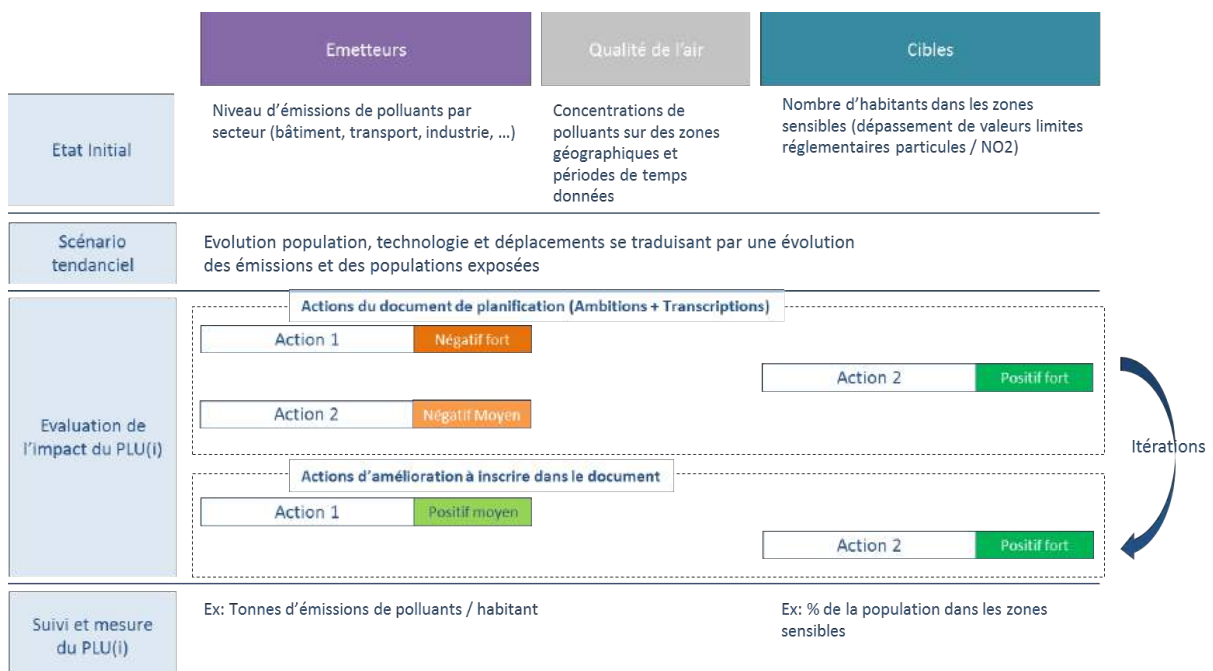 Emetteurs
Qualité de l'air
Cibles
Etat Initial
Niveau d'émissions de polluants par
secteur (bâtiment, transport, industrie, ...)
Concentrations de
polluants sur des zones
géographiques et
périodes de temps
données
Nombre d'habitants dans les zones
sensibles (dépassement de valeurs limites
réglementaires particules / NO2)
Scénario
tendanciel
Evolution population, technologie et déplacements se traduisant par une évolution
des émissions et des populations exposées
Evaluation de
l'impact du PLU(i)
Actions du document de planification (Ambitions + Transcriptions)
Action 1
Négatif fort
Action 2
Positif fort
Action 2
Négatif Moyen
Actions d'amélioration à inscrire dans le document
Action 1
Positif moyen
Action 2
Positif fort
Itérations
Suivi et mesure
du PLU(i)
Ex: Tonnes d'émissions de polluants / habitant
Ex: % de la population dans les zones
sensibles